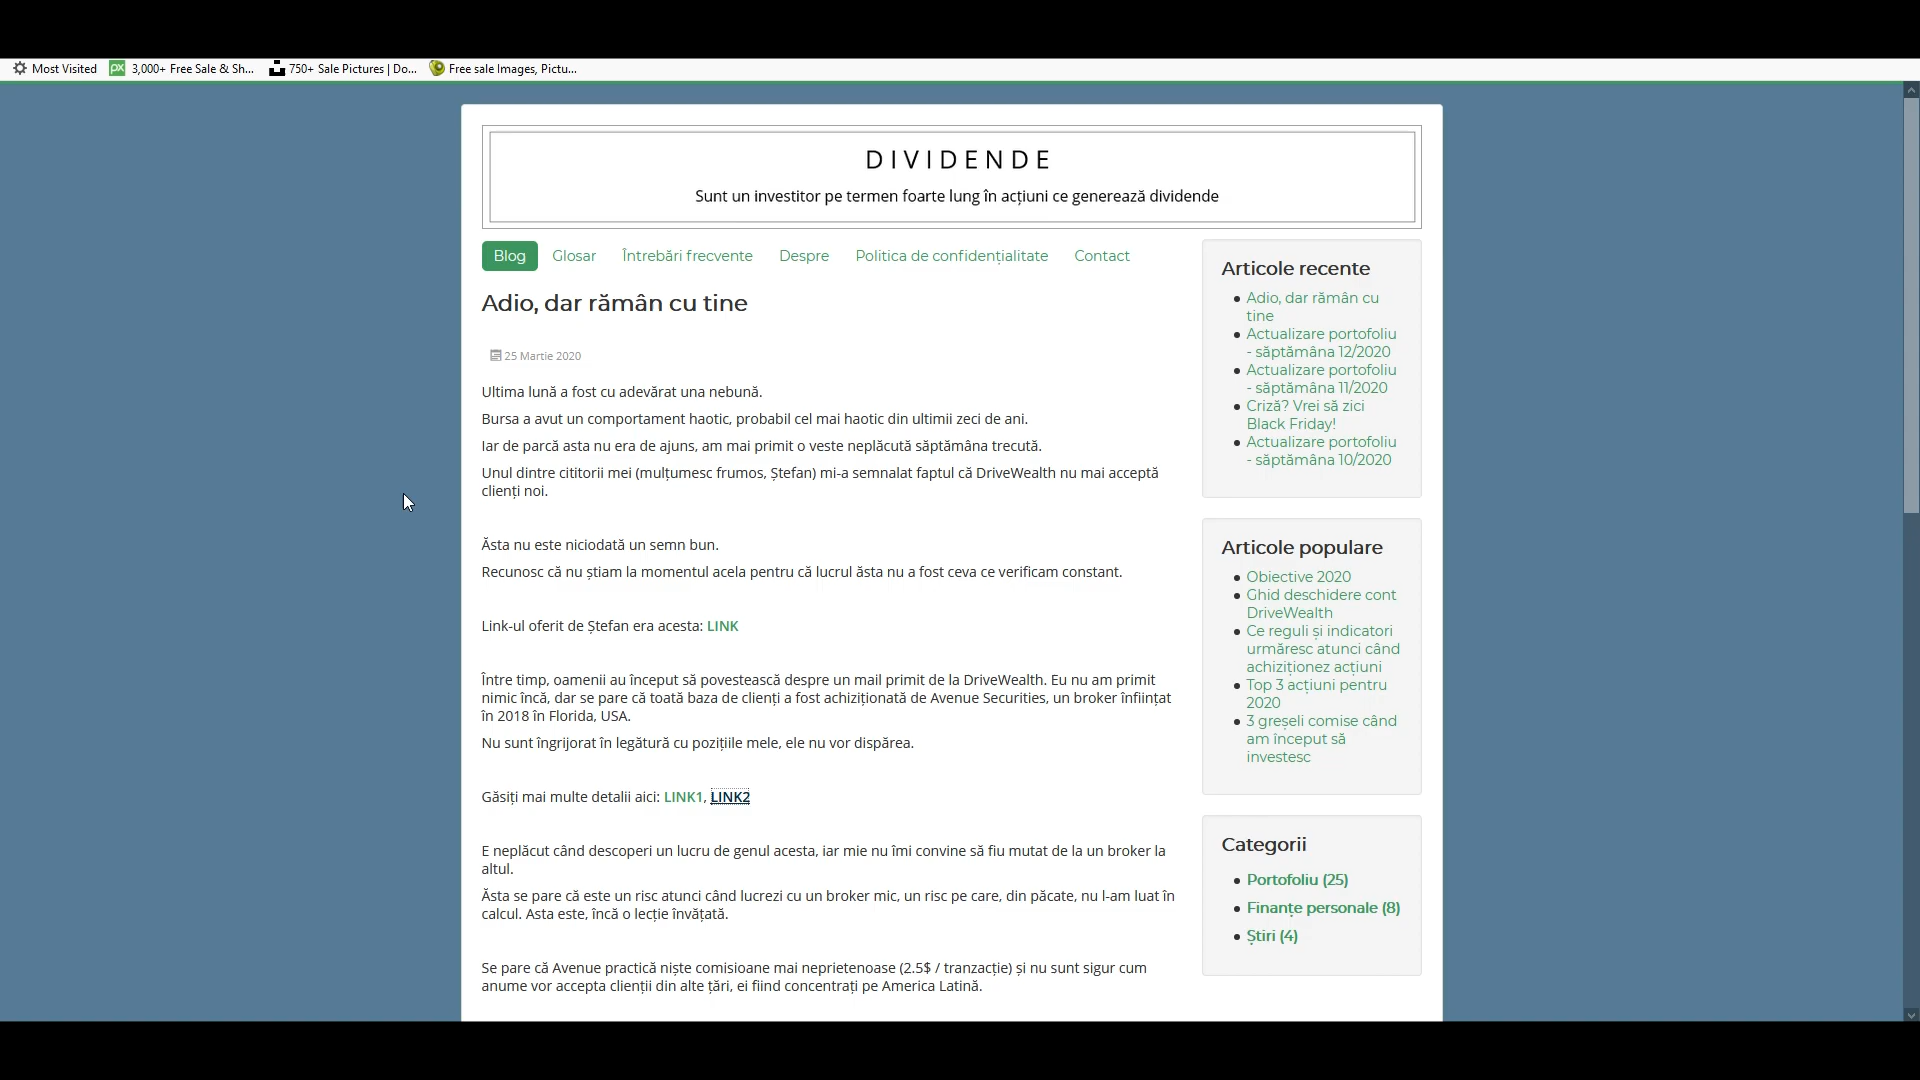 Most Visited
3,000+ Free Sale & Sh...
750+ Sale Pictures | Do...
Free sale Images, Pictu...
DIVIDENDE
Sunt un investitor pe termen foarte lung în acțiuni ce generează dividende
Blog
Glosar
Întrebări frecvente
Despre
Politica de confidențialitate
Contact
Adio, dar rămân cu tine
25 Martie 2020
Ultima lună a fost cu adevărat una nebună.
Bursa a avut un comportament haotic, probabil cel mai haotic din ultimii zeci de ani.
Iar de parcă asta nu era de ajuns, am mai primit o veste neplăcută săptămâna trecută.
Unul dintre cititorii mei (mulțumesc frumos, Ștefan) mi-a semnalat faptul că DriveWealth nu mai acceptă
clienți noi.
Ăsta nu este niciodată un semn bun.
Recunosc că nu știam la momentul acela pentru că lucrul ăsta nu a fost ceva ce verificam constant.
Link-ul oferit de Ștefan era acesta: LINK
Între timp, oamenii au început să povestească despre un mail primit de la DriveWealth. Eu nu am primit
nimic încă, dar se pare că toată baza de clienți a fost achiziționată de Avenue Securities, un broker înființat
în 2018 în Florida, USA.
Nu sunt îngrijorat în legătură cu pozițiile mele, ele nu vor dispărea.
Găsiți mai multe detalii aici: LINK1, LINK2
E neplăcut când descoperi un lucru de genul acesta, iar mie nu îmi convine să fiu mutat de la un broker la
altul.
Ăsta se pare că este un risc atunci când lucrezi cu un broker mic, un risc pe care, din păcate, nu l-am luat în
calcul. Asta este, încă o lecție învățată.
Se pare că Avenue practică niște comisioane mai neprietenoase (2.5$ / tranzacție) și nu sunt sigur cum
anume vor accepta clienții din alte țări, ei fiind concentrați pe America Latină.
Articole recente
Adio, dar rămân cu
tine
Actualizare portofoliu
- săptămâna 12/2020
Actualizare portofoliu
- săptămâna 11/2020
Criză? Vrei să zici
Black Friday!
Actualizare portofoliu
- săptămâna 10/2020
Articole populare
Obiective 2020
Ghid deschidere cont
DriveWealth
Ce reguli și indicatori
urmăresc atunci când
achiziționez acțiuni
Top 3 acțiuni pentru
2020
3 greșeli comise când
am început să
investesc
Categorii
Portofoliu (25)
Finanțe personale (8)
Știri (4)